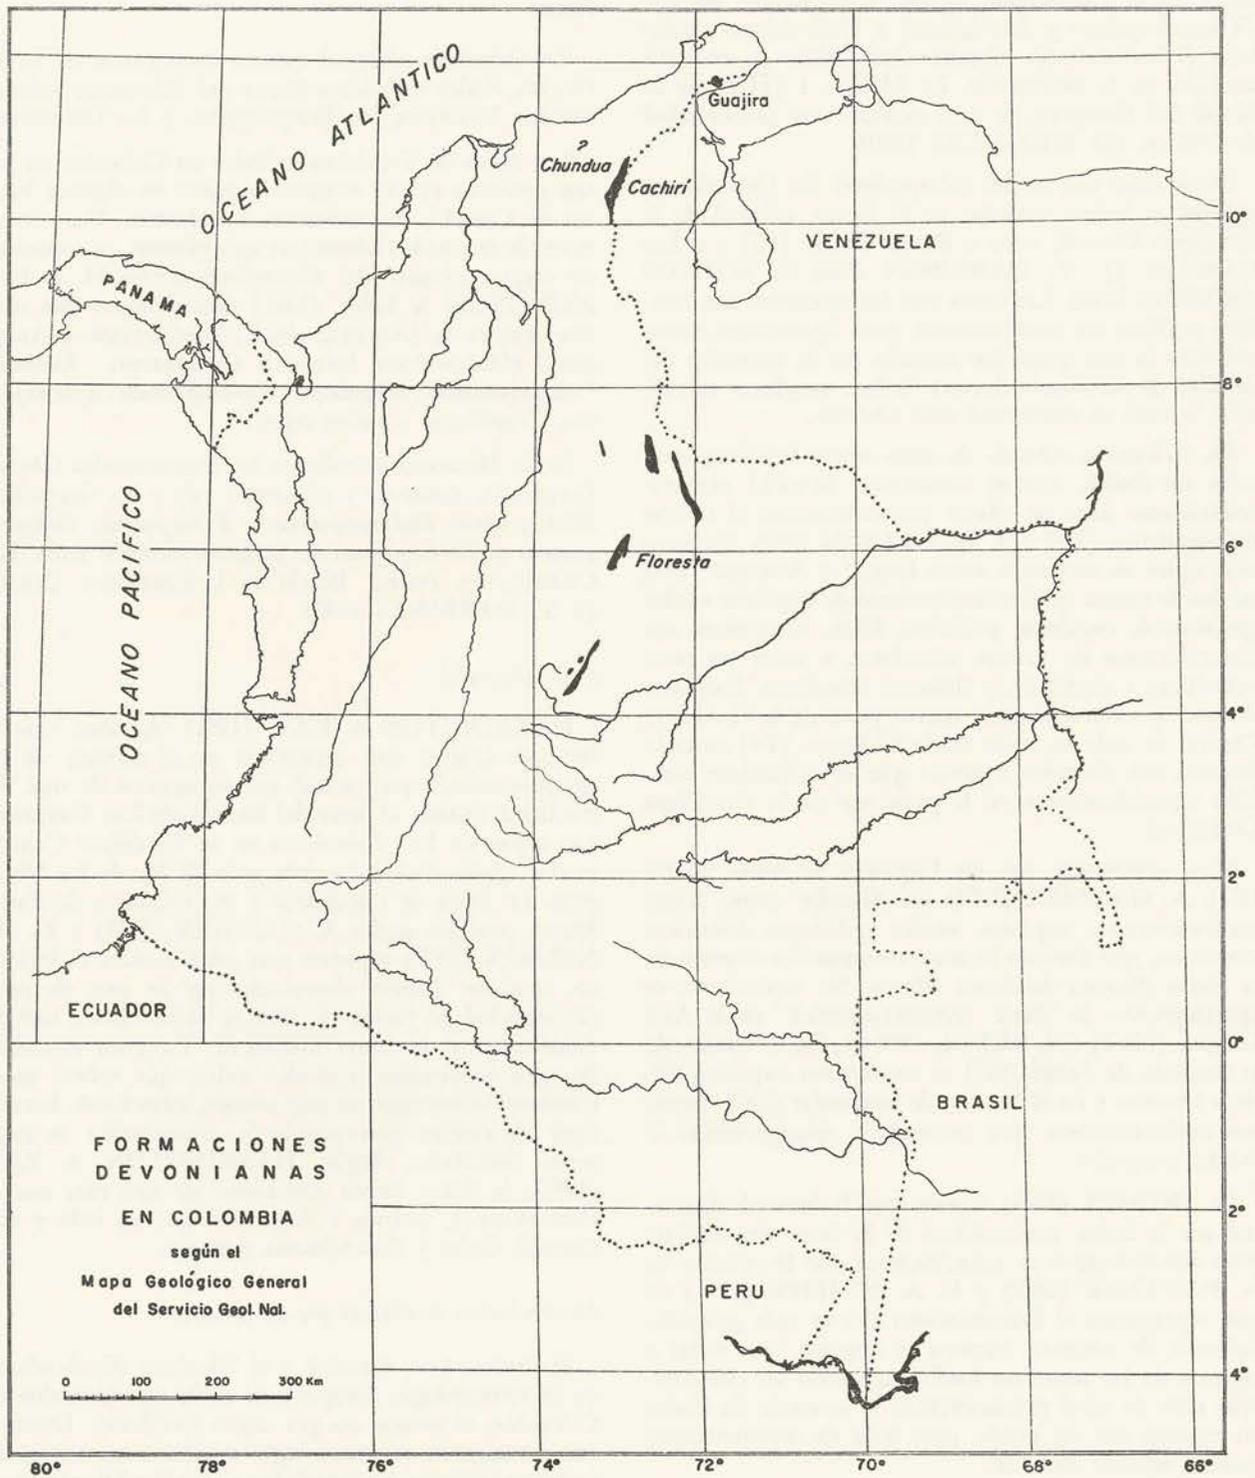 OCEANO ATLANTICO
Guajira
?
Chundua
Cachirí
10°
VENEZUELA
PANAMA
8°
OCEANO PACIFICO
6°
Floresta
4°
2°
ECUADOR
0°
BRASIL
FORMACIONES
DEVONIANAS
EN COLOMBIA
según el
Mapa Geológico General
del Servicio Geol. Nal.
2°
PERU
4°
0 100 200 300 Km
80° 78° 76° 74° 72° 70° 68° 66°